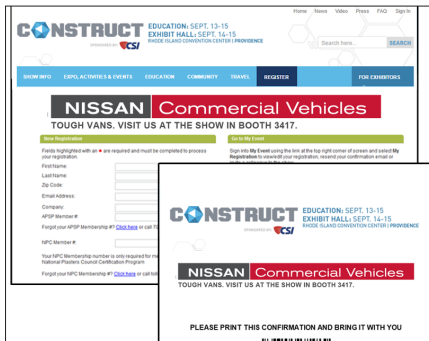 Home News Video Press FAQ Sign In
CONSTRUCT
EDUCATION: SEPT. 13-15
EXHIBIT HALL: SEPT. 14-15
RHODE ISLAND CONVENTION CENTER | PROVIDENCE
SPONSORED BY CSI
Search here... SEARCH
SHOW INFO EXPO, ACTIVITIES & EVENTS EDUCATION COMMUNITY TRAVEL REGISTER FOR EXHIBITORS
NISSAN Commercial Vehicles
TOUGH VANS. VISIT US AT THE SHOW IN BOOTH 3417.
New Registration
Fields highlighted with an * are required and must be completed to process
your registration.
First Name:
Last Name:
Zip Code:
Email Address:
Company:
APSP Member #:
Forgot your APSP Membership #? Click here or call
NPC Member #:
Your NPC Membership number is only required for
National Plasters Council Certification Program
Forgot your NPC Membership #? Click here or call
Go to My Event
Sign into My Event using the link at the top right corner of screen and select My
Registration to view/edit your registration, resend your confirmation email or
CONSTRUCT
EDUCATION: SEPT. 13-15
EXHIBIT HALL: SEPT. 14-15
RHODE ISLAND CONVENTION CENTER | PROVIDENCE
SPONSORED BY CSI
NISSAN Commercial Vehicles
TOUGH VANS. VISIT US AT THE SHOW IN BOOTH 3417.
PLEASE PRINT THIS CONFIRMATION AND BRING IT WITH YOU